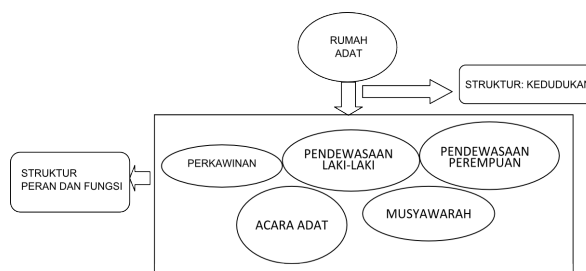 RUMAH
ADAT
STRUKTUR: KEDUDUKAN
PERKAWINAN
PENDEWASAAN
LAKI-LAKI
PENDEWASAAN
PEREMPUAN
STRUKTUR
PERAN DAN FUNGSI
ACARA ADAT
MUSYAWARAH